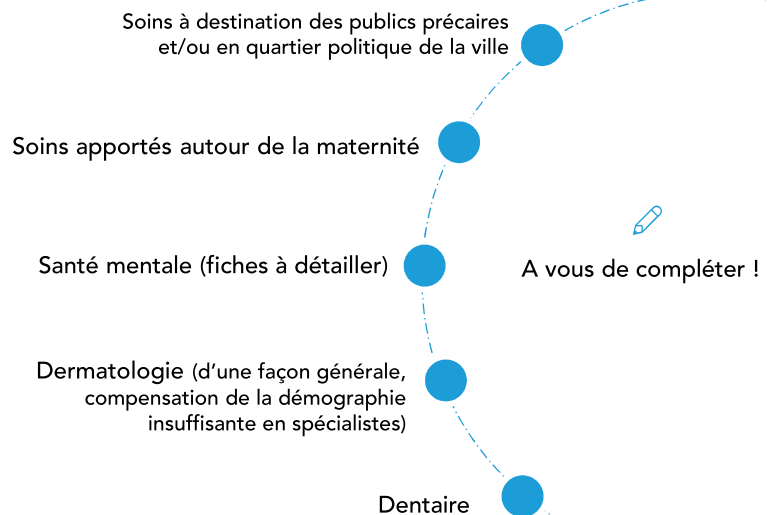 Soins à destination des publics précaires
et/ou en quartier politique de la ville
Soins apportés autour de la maternité
Santé mentale (fiches à détailler)
A vous de compléter !
Dermatologie (d’une façon générale,
compensation de la démographie
insuffisante en spécialistes)
Dentaire